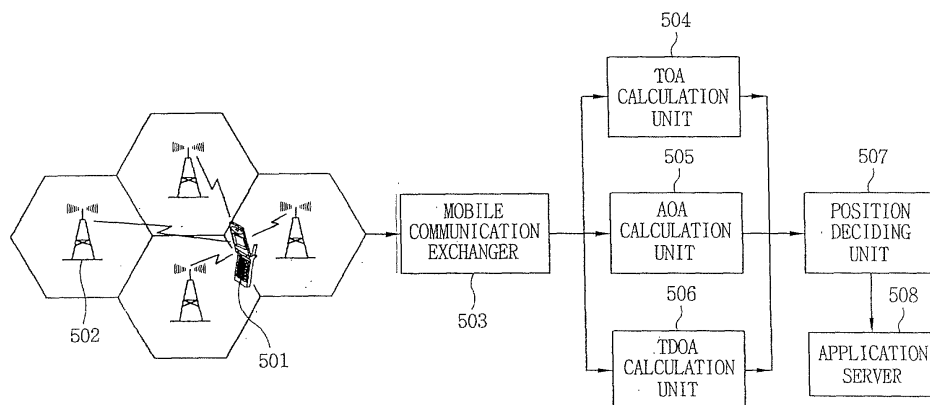 504
TOA
CALCULATION
UNIT
505
AOA
CALCULATION
UNIT
506
TDOA
CALCULATION
UNIT
507
POSITION
DECIDING
UNIT
508
APPLICATION
SERVER
MOBILE
COMMUNICATION
EXCHANGER
503
502
501